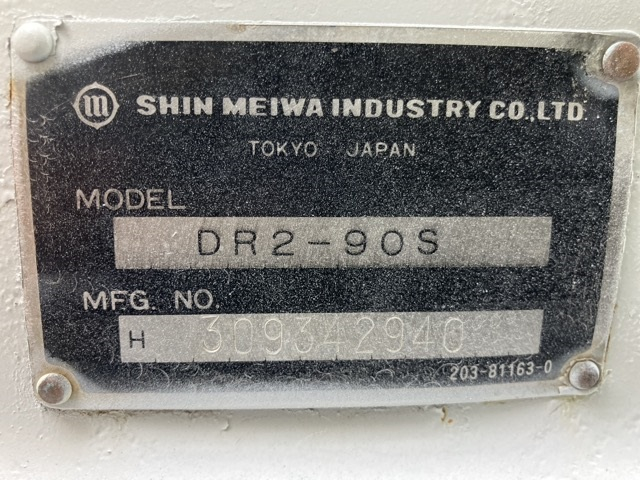 m SHIN MEIWA INDUSTRY CO.,LTD
TOKYO JAPAN
MODEL
DR2-90S
MFG. NO.
H 309342940
203-81163-0